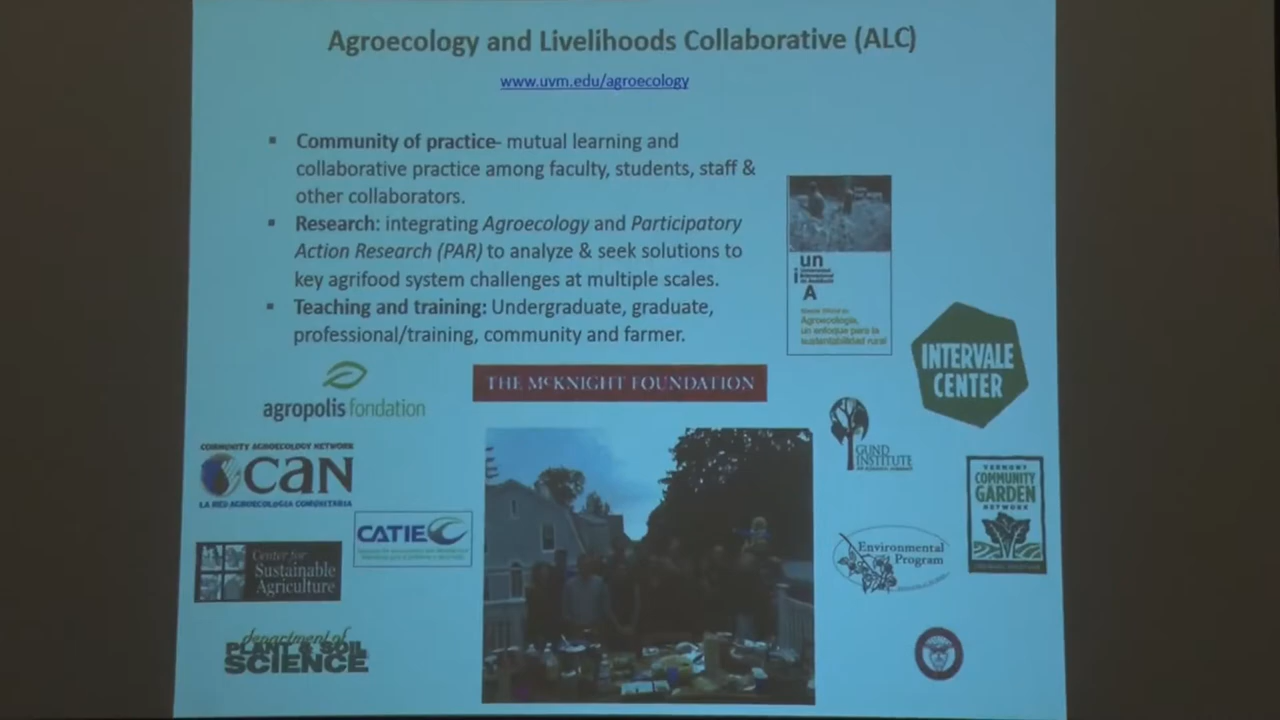 Agroecology and Livelihoods Collaborative (ALC)
www.uvm.edu/agroecology
▪ Community of practice- mutual learning and
collaborative practice among faculty, students, staff &
other collaborators.
▪ Research: integrating Agroecology and Participatory
Action Research (PAR) to analyze & seek solutions to
key agrifood system challenges at multiple scales.
▪ Teaching and training: Undergraduate, graduate,
professional/training, community and farmer.
un
i
A
Agroecología,
un enfoque para la
sustentabilidad rural
INTERVALE
CENTER
agropolis fondation
THE McKNIGHT FOUNDATION
GUND
INSTITUTE
COMMUNITY AGROECOLOGY NETWORK
CAN
LA RED AGROECOLOGIA COMUNITARIA
VERMONT
COMMUNITY
GARDEN
NETWORK
CATIE
Center for
Sustainable
Agriculture
Environmental
Program
department of
PLANT & SOIL
SCIENCE